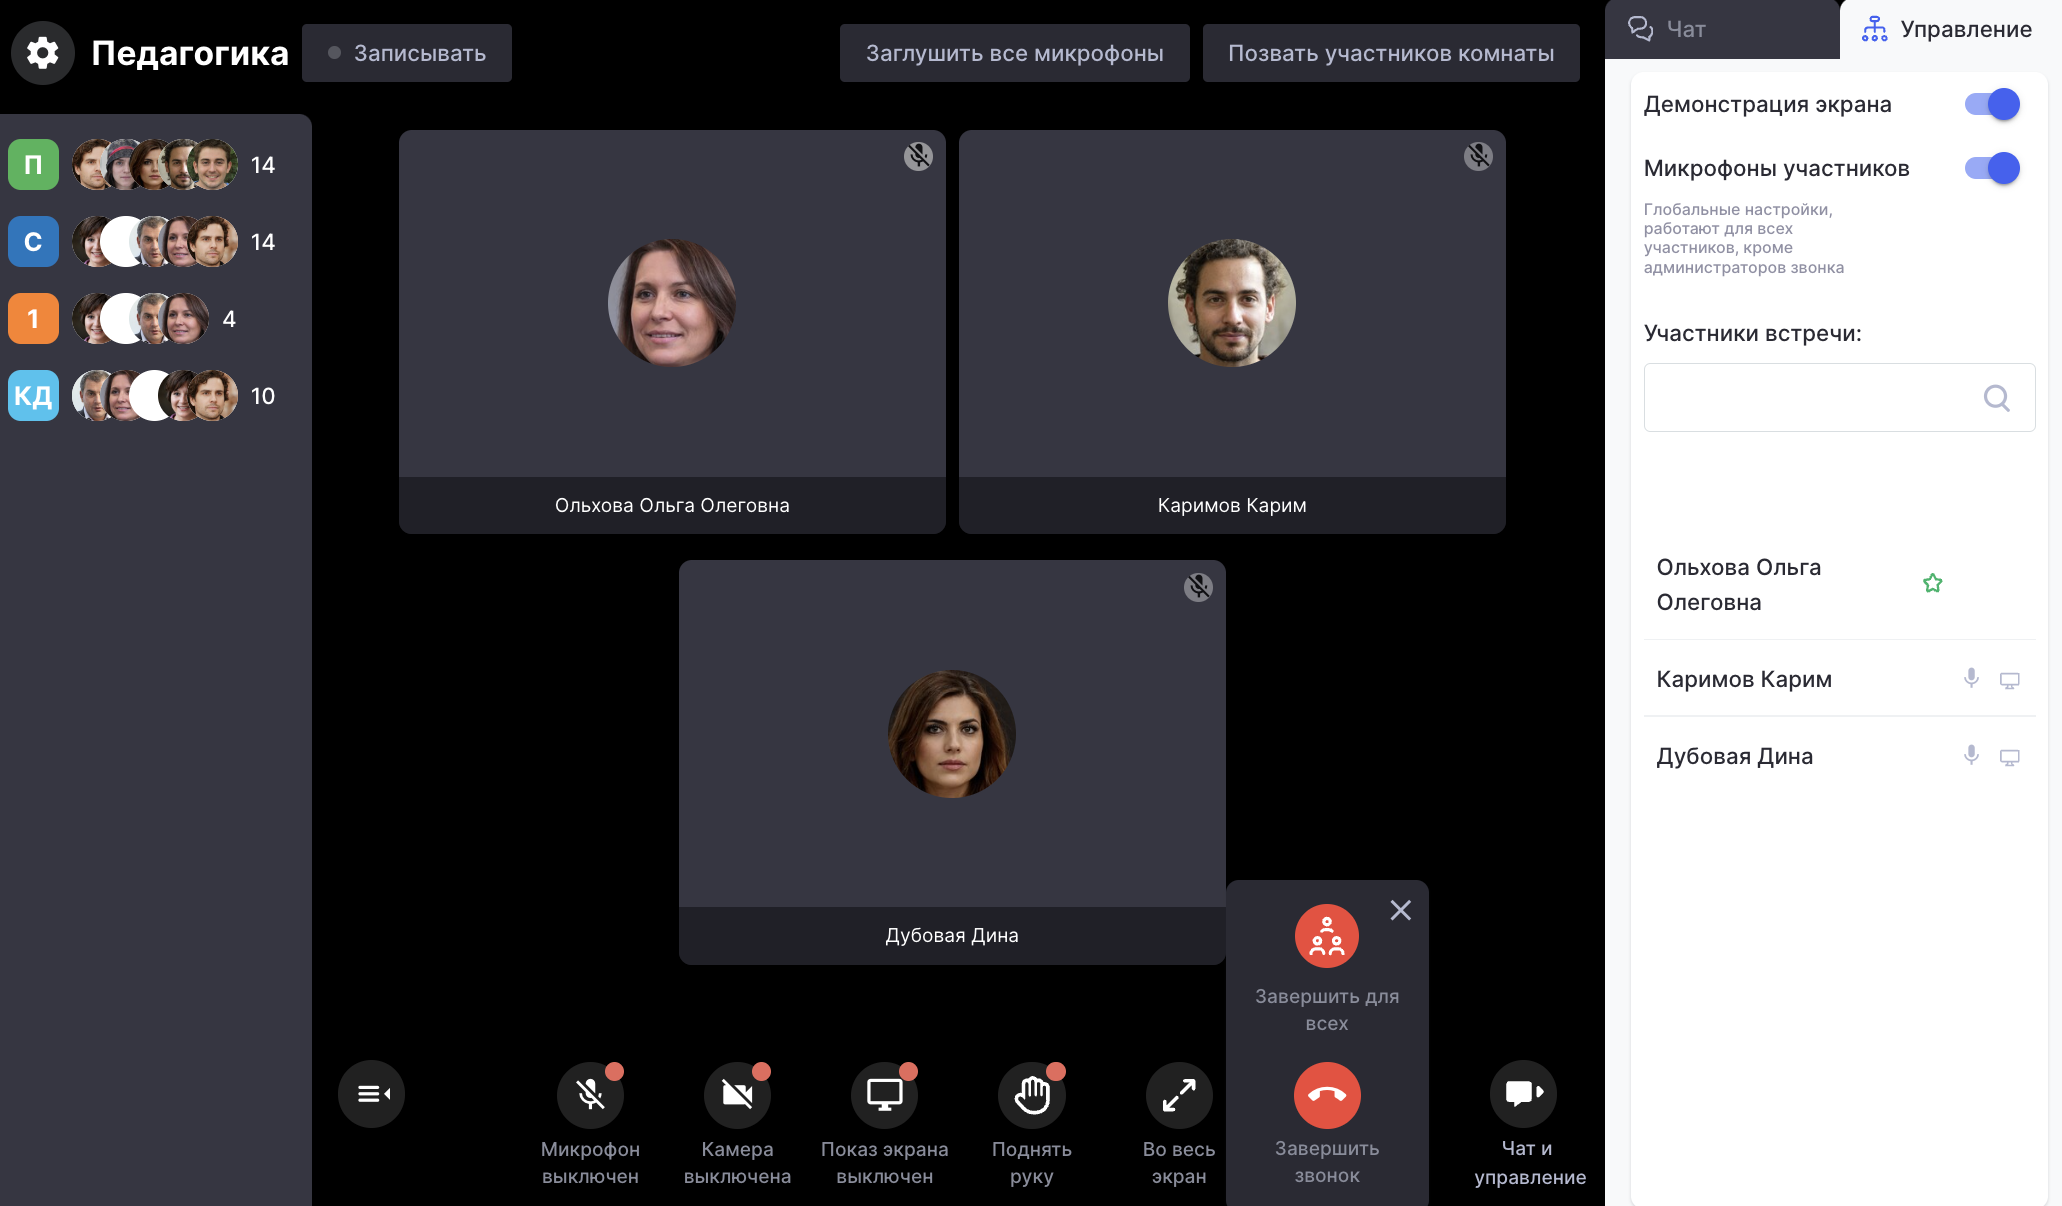 Педагогика
Записывать
Заглушить все микрофоны
Позвать участников комнаты
Чат
Управление
П
14
С
14
1
4
КД
10
Ольхова Ольга Олеговна
Каримов Карим
Дубовая Дина
Демонстрация экрана
Микрофоны участников
Глобальные настройки,
работают для всех
участников, кроме
администраторов звонка
Участники встречи:
Ольхова Ольга
Олеговна
Каримов Карим
Дубовая Дина
Завершить для
всех
Микрофон
выключен
Камера
выключена
Показ экрана
выключен
Поднять
руку
Во весь
экран
Завершить
звонок
Чат и
управление